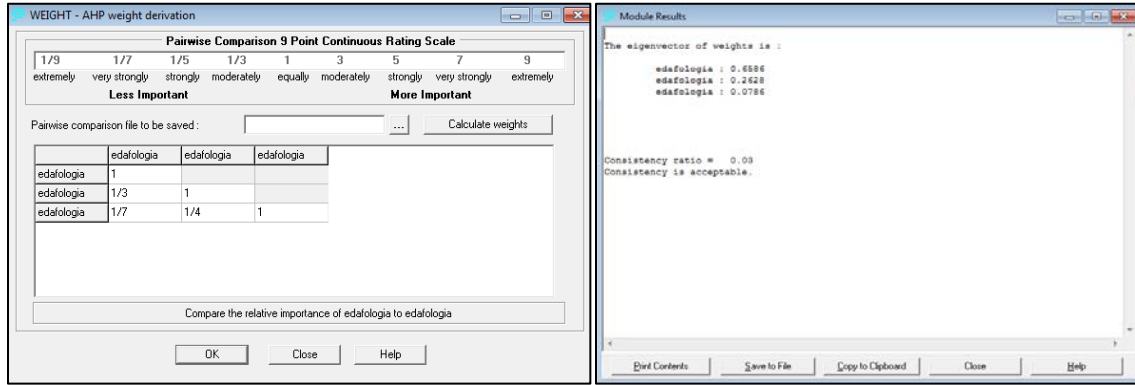 WEIGHT - AHP weight derivation
Pairwise Comparison 9 Point Continuous Rating Scale
1/9 1/7 1/5 1/3 1 3 5 7 9
extremely very strongly strongly moderately equally moderately strongly very strongly extremely
Less Important More Important
Pairwise comparison file to be saved : ... Calculate weights
edafologia edafologia edafologia
edafologia 1
edafologia 1/3 1
edafologia 1/7 1/4 1
Compare the relative importance of edafologia to edafologia
OK Close Help
Module Results
The eigenvector of weights is :
edafologia : 0.6586
edafologia : 0.2628
edafologia : 0.0786
Consistency ratio = 0.03
Consistency is acceptable.
Print Contents Save to File Copy to Clipboard Close Help